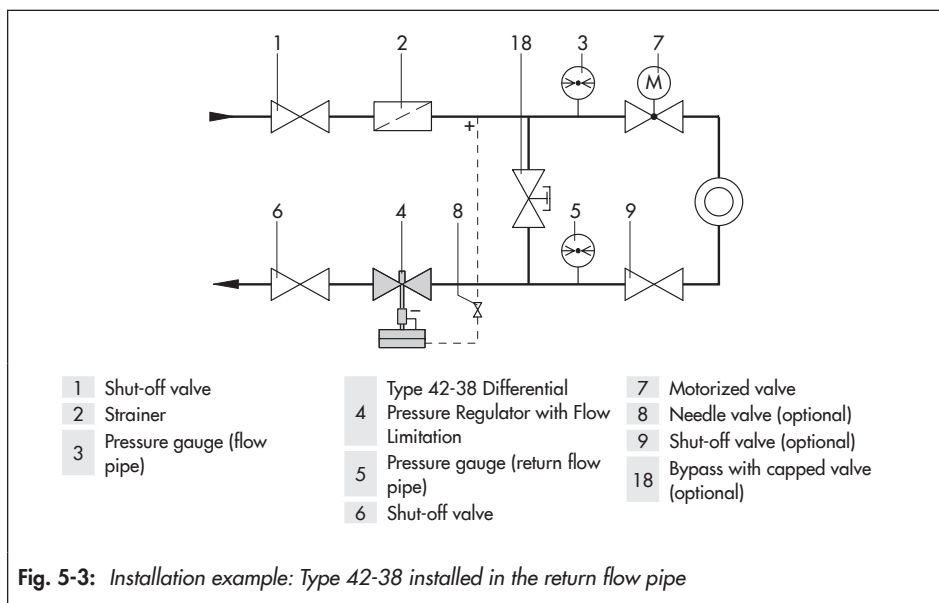 1 2 18 3 7
M
+
6 4 8 5 9
−
1 Shut-off valve
2 Strainer
3 Pressure gauge (flow
pipe)
4 Type 42-38 Differential
Pressure Regulator with Flow
Limitation
5 Pressure gauge (return flow
pipe)
6 Shut-off valve
7 Motorized valve
8 Needle valve (optional)
9 Shut-off valve (optional)
18 Bypass with capped valve
(optional)
Fig. 5-3: Installation example: Type 42-38 installed in the return flow pipe